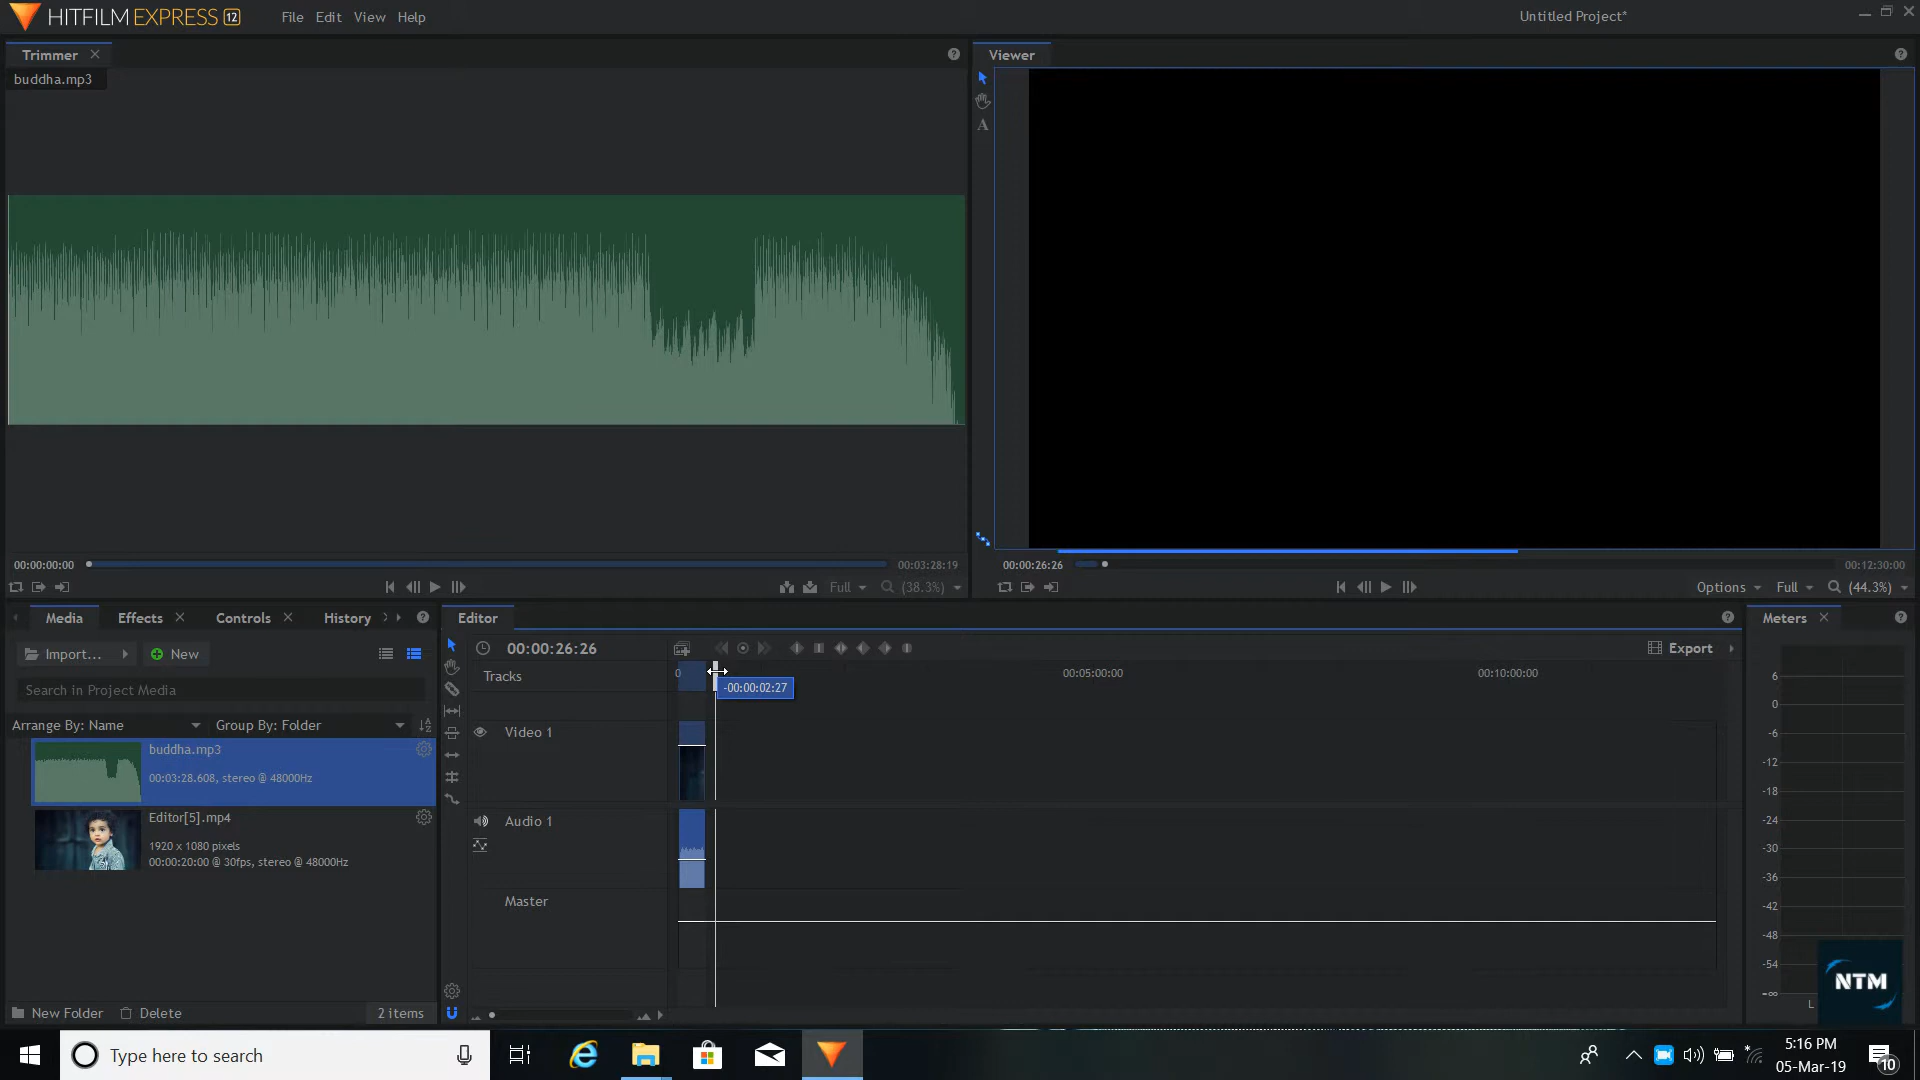 HITFILM EXPRESS 12
File Edit View Help
Untitled Project*
Trimmer
buddha.mp3
Viewer
A
00:00:00:00
00:03:28:19
Full
(38.3%)
00:00:26:26
00:12:30:00
Options
Full
(44.3%)
Media
Effects
Controls
History
Import...
New
Search in Project Media
Arrange By: Name
Group By: Folder
buddha.mp3
00:03:28.608, stereo @ 48000Hz
Editor[5].mp4
1920 x 1080 pixels
00:00:20:00 @ 30fps, stereo @ 48000Hz
New Folder
Delete
2 items
Editor
00:00:26:26
Export
Tracks
0
00:05:00:00
00:10:00:00
-00:00:02:27
Video 1
Audio 1
Master
Meters
6
0
-6
-12
-18
-24
-30
-36
-42
-48
-54
-∞
L
NTM
Type here to search
5:16 PM
05-Mar-19
10